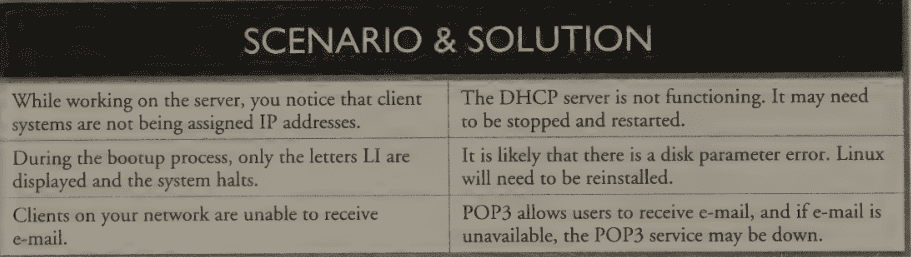 SCENARIO & SOLUTION
While working on the server, you notice that client
systems are not being assigned IP addresses.
The DHCP server is not functioning. It may need
to be stopped and restarted.
During the bootup process, only the letters LI are
displayed and the system halts.
It is likely that there is a disk parameter error. Linux
will need to be reinstalled.
Clients on your network are unable to receive
e-mail.
POP3 allows users to receive e-mail, and if e-mail is
unavailable, the POP3 service may be down.